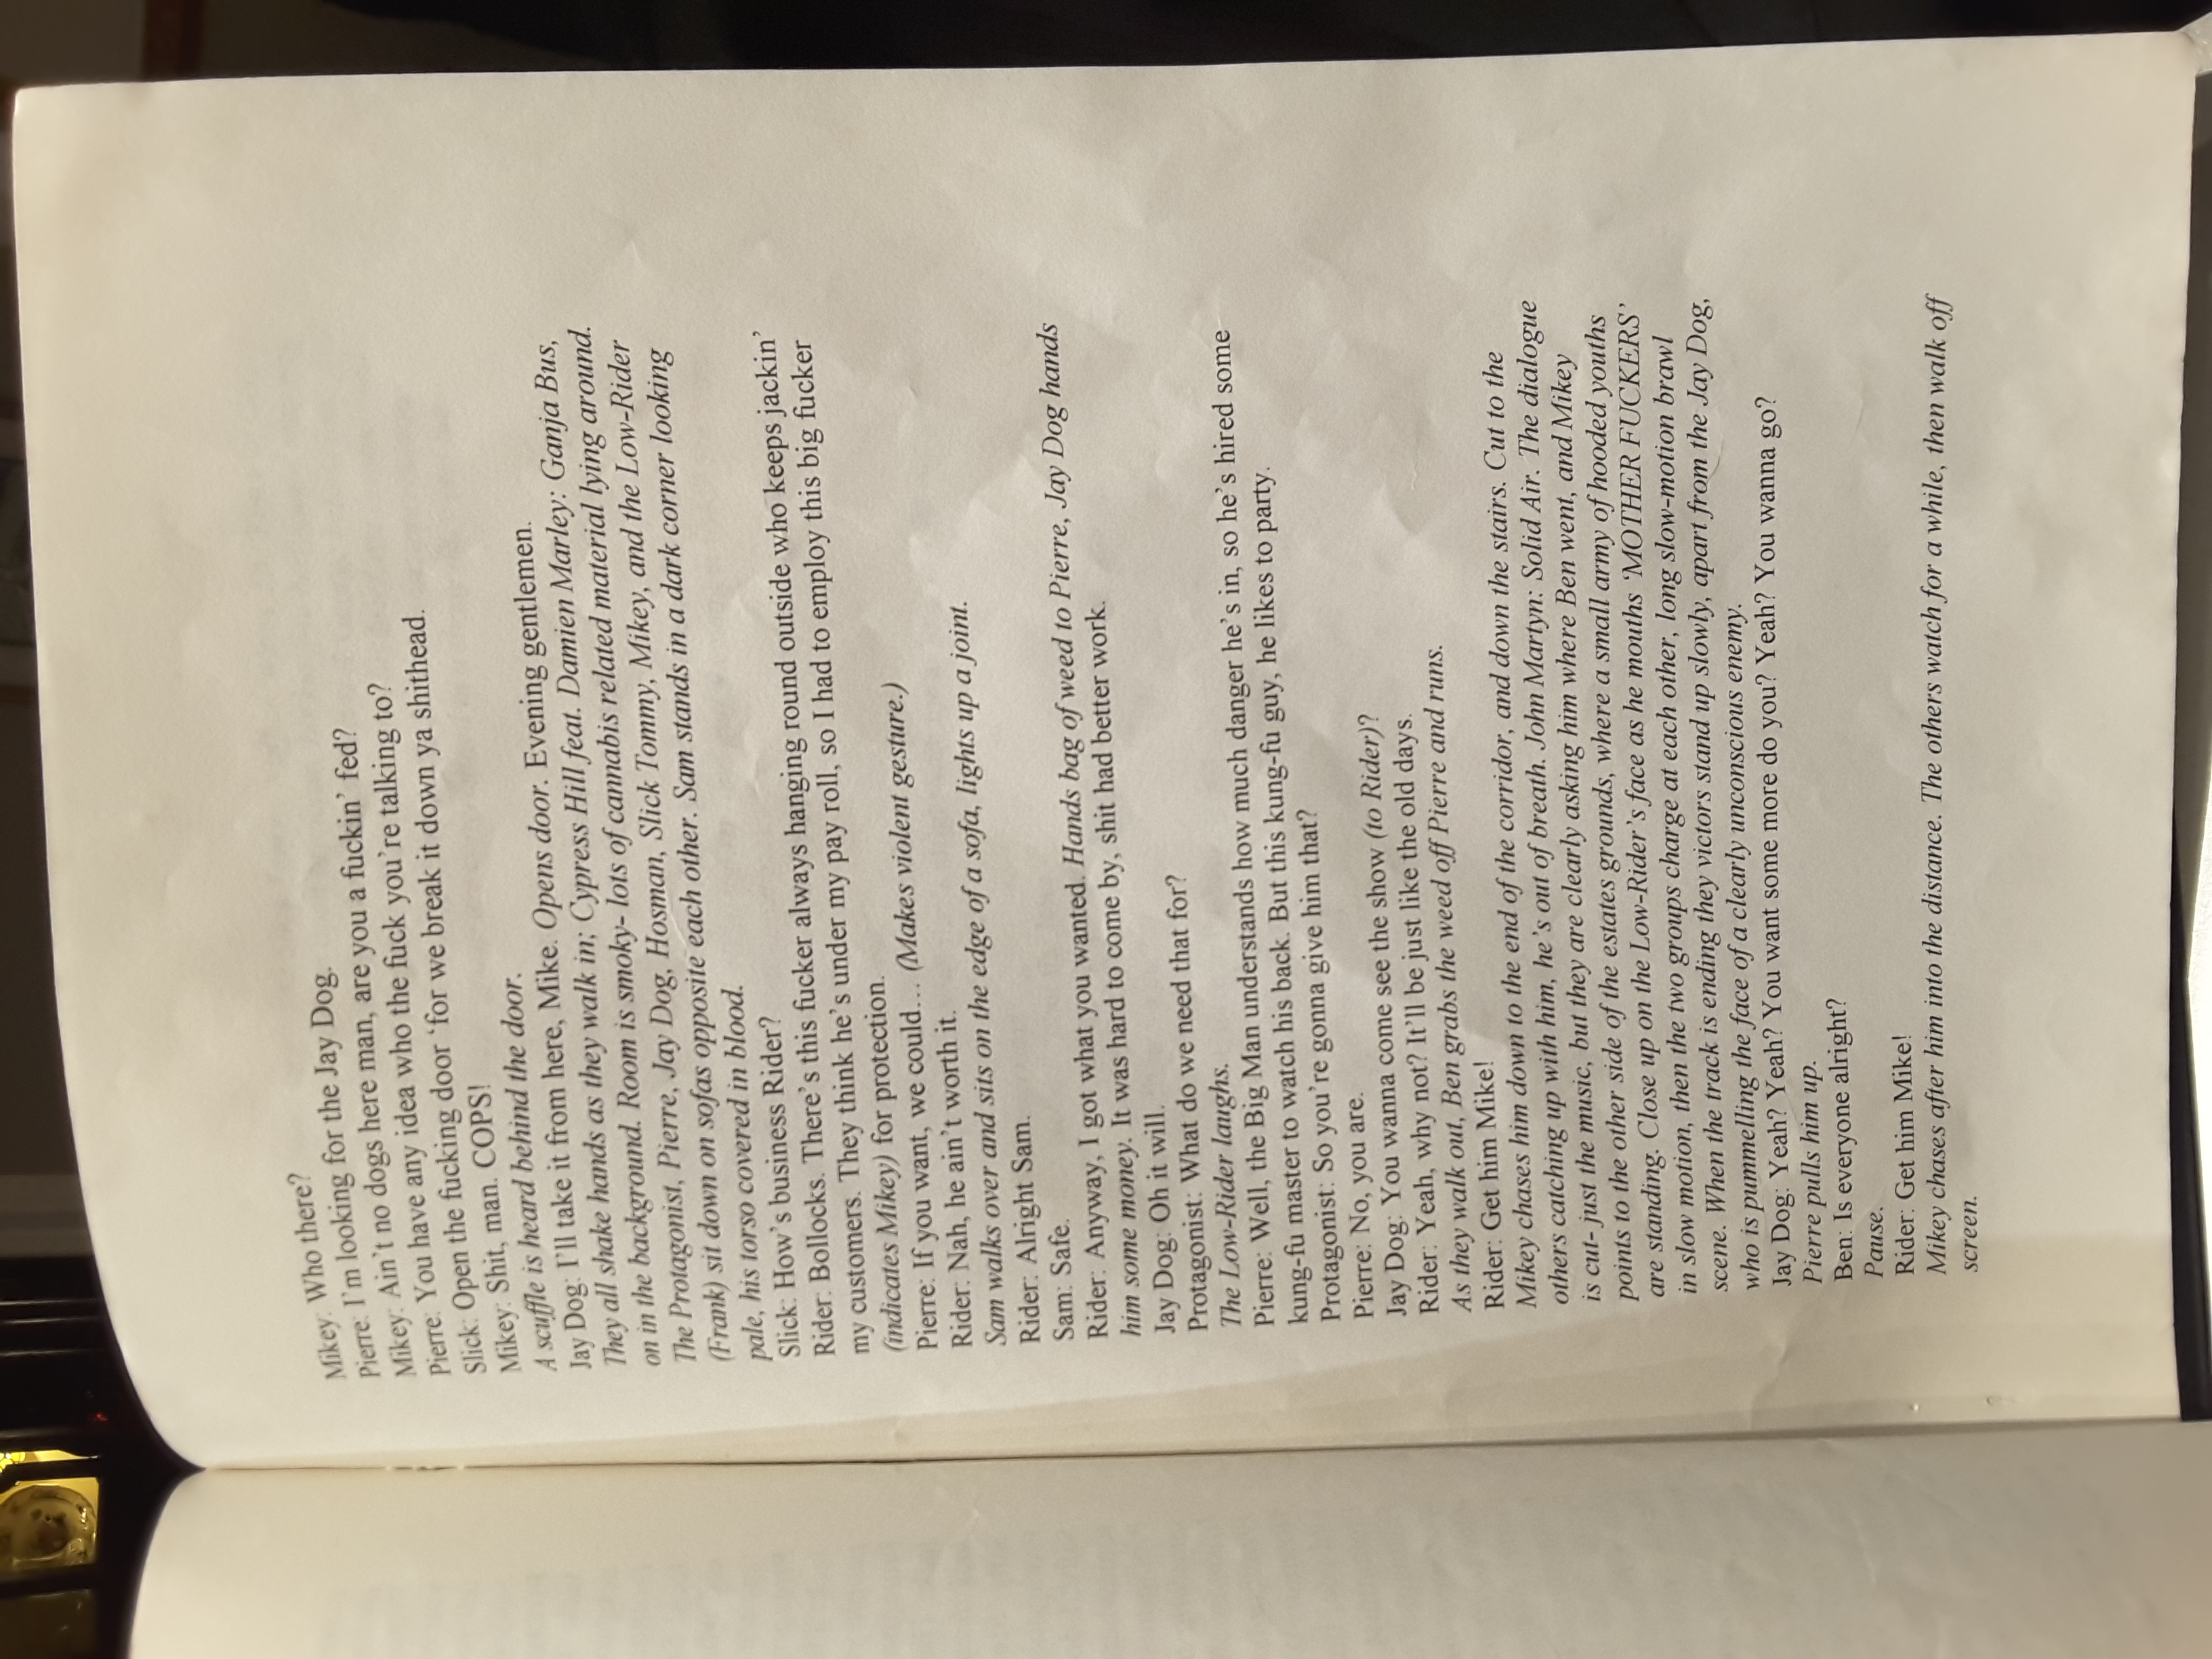 Mikey: Who there?
Pierre: I'm looking for the Jay Dog.
Mikey: Ain't no dogs here man, are you a fuckin' fed?
Pierre: You have any idea who the fuck you're talking to?
Slick: Open the fucking door 'for we break it down ya shithead.
Mikey: Shit, man. COPS!
A scuffle is heard behind the door.
Jay Dog: I'll take it from here, Mike. Opens door. Evening gentlemen.
They all shake hands as they walk in; Cypress Hill feat. Damien Marley: Ganja Bus,
on in the background. Room is smoky- lots of cannabis related material lying around.
The Protagonist, Pierre, Jay Dog, Hosman, Slick Tommy, Mikey, and the Low-Rider
(Frank) sit down on sofas opposite each other. Sam stands in a dark corner looking
pale, his torso covered in blood.
Slick: How's business Rider?
Rider: Bollocks. There's this fucker always hanging round outside who keeps jackin'
my customers. They think he's under my pay roll, so I had to employ this big fucker
(indicates Mikey) for protection.
Pierre: If you want, we could… (Makes violent gesture.)
Rider: Nah, he ain't worth it.
Sam walks over and sits on the edge of a sofa, lights up a joint.
Rider: Alright Sam.
Sam: Safe.
Rider: Anyway, I got what you wanted. Hands bag of weed to Pierre, Jay Dog hands
him some money. It was hard to come by, shit had better work.
Jay Dog: Oh it will.
Protagonist: What do we need that for?
The Low-Rider laughs.
Pierre: Well, the Big Man understands how much danger he's in, so he's hired some
kung-fu master to watch his back. But this kung-fu guy, he likes to party.
Protagonist: So you're gonna give him that?
Pierre: No, you are.
Jay Dog: You wanna come see the show (to Rider)?
Rider: Yeah, why not? It'll be just like the old days.
As they walk out, Ben grabs the weed off Pierre and runs.
Rider: Get him Mike!
Mikey chases him down to the end of the corridor, and down the stairs. Cut to the
others catching up with him, he's out of breath. John Martyn: Solid Air. The dialogue
is cut- just the music, but they are clearly asking him where Ben went, and Mikey
points to the other side of the estates grounds, where a small army of hooded youths
are standing. Close up on the Low-Rider's face as he mouths 'MOTHER FUCKERS'
in slow motion, then the two groups charge at each other, long slow-motion brawl
scene. When the track is ending they victors stand up slowly, apart from the Jay Dog,
who is pummelling the face of a clearly unconscious enemy.
Jay Dog: Yeah? Yeah? You want some more do you? Yeah? You wanna go?
Pierre pulls him up.
Ben: Is everyone alright?
Pause.
Rider: Get him Mike!
Mikey chases after him into the distance. The others watch for a while, then walk off
screen.